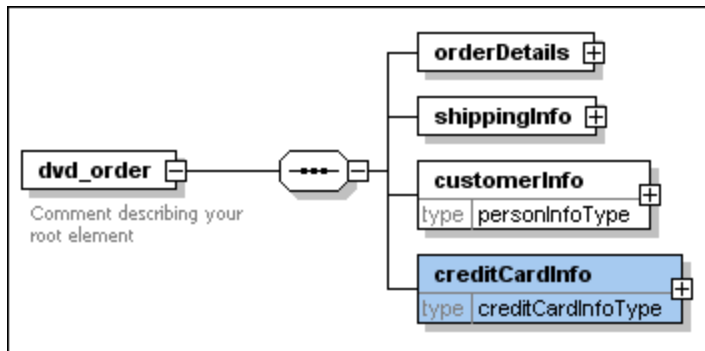 orderDetails
shippingInfo
dvd_order
Comment describing your
root element
customerInfo
type personInfoType
creditCardInfo
type creditCardInfoType